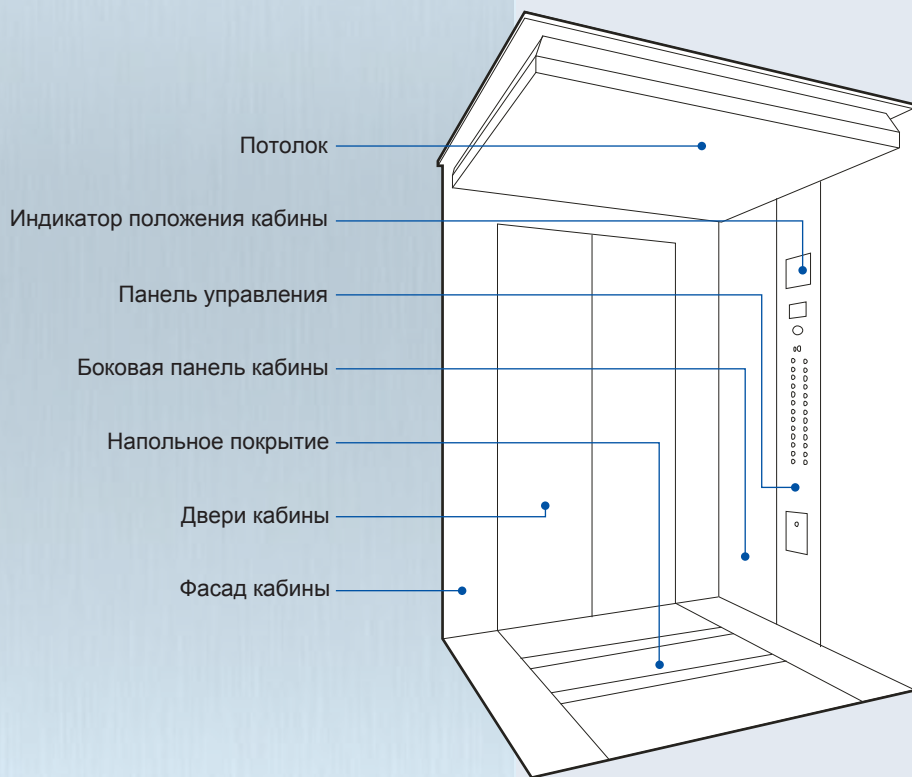 Потолок
Индикатор положения кабины
Панель управления
Боковая панель кабины
Напольное покрытие
Двери кабины
Фасад кабины